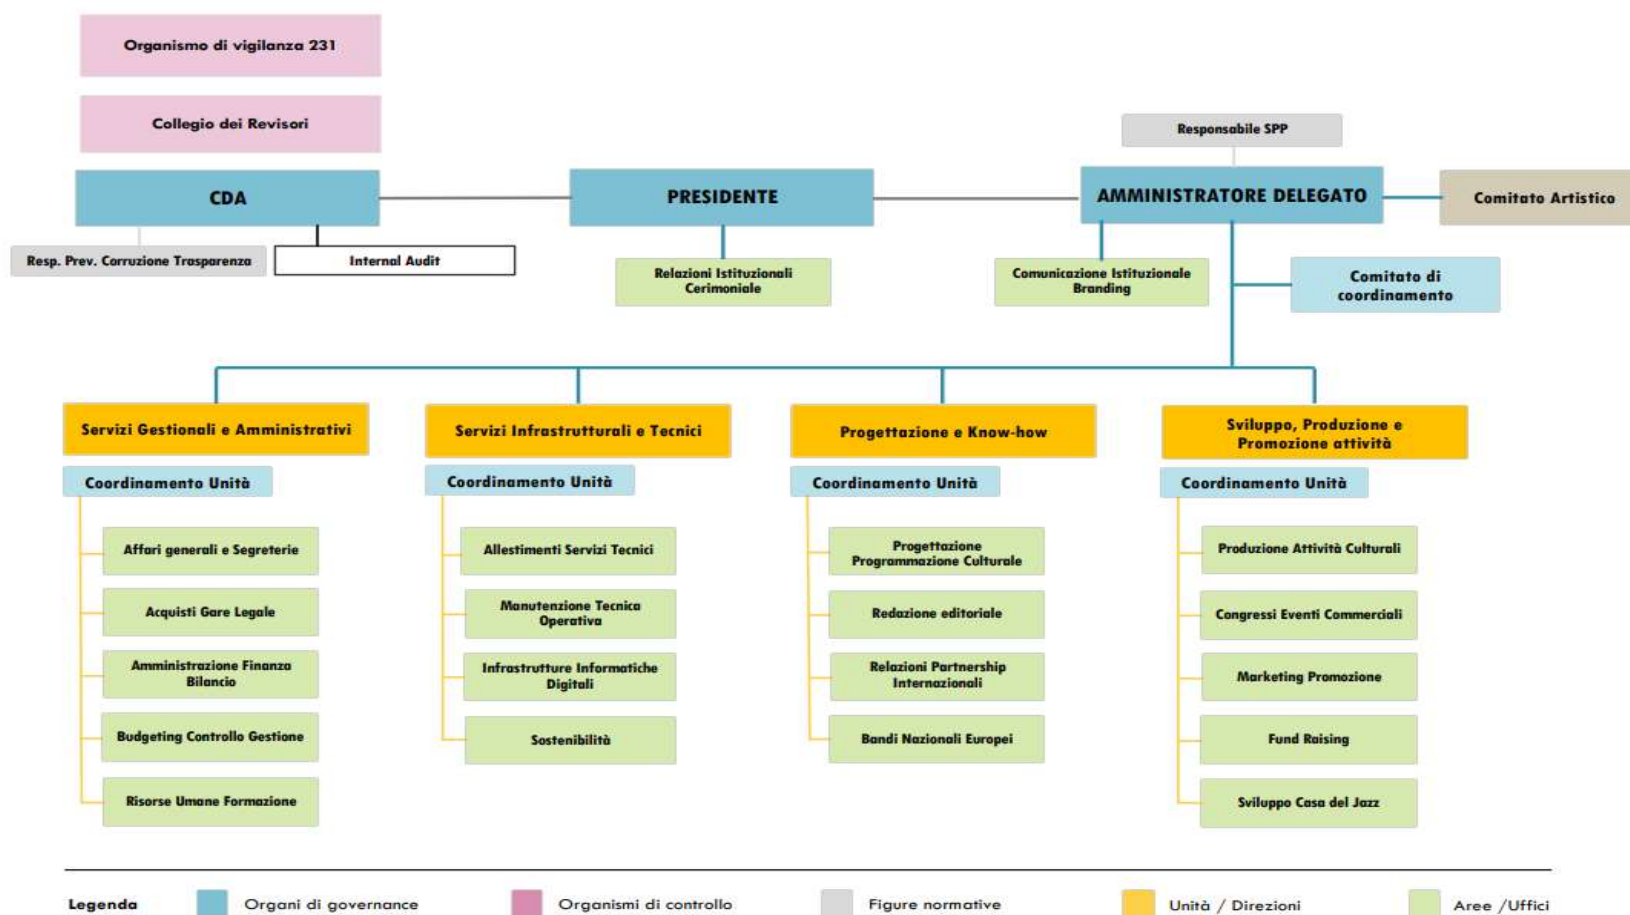 Organismo di vigilanza 231
Collegio dei Revisori
Responsabile SPP
CDA
PRESIDENTE
AMMINISTRATORE DELEGATO
Comitato Artistico
Resp. Prev. Corruzione Trasparenza
Internal Audit
Relazioni Istituzionali
Cerimoniale
Comunicazione Istituzionale
Branding
Comitato di
coordinamento
Servizi Gestionali e Amministrativi
Coordinamento Unità
Affari generali e Segreterie
Acquisti Gare Legale
Amministrazione Finanza
Bilancio
Budgeting Controllo Gestione
Risorse Umane Formazione
Servizi Infrastrutturali e Tecnici
Coordinamento Unità
Allestimenti Servizi Tecnici
Manutenzione Tecnica
Operativa
Infrastrutture Informatiche
Digitali
Sostenibilità
Progettazione e Know-how
Coordinamento Unità
Progettazione
Programmazione Culturale
Redazione editoriale
Relazioni Partnership
Internazionali
Bandi Nazionali Europei
Sviluppo, Produzione e
Promozione attività
Coordinamento Unità
Produzione Attività Culturali
Congressi Eventi Commerciali
Marketing Promozione
Fund Raising
Sviluppo Casa del Jazz
Legenda
Organi di governance
Organismi di controllo
Figure normative
Unità / Direzioni
Aree /Uffici